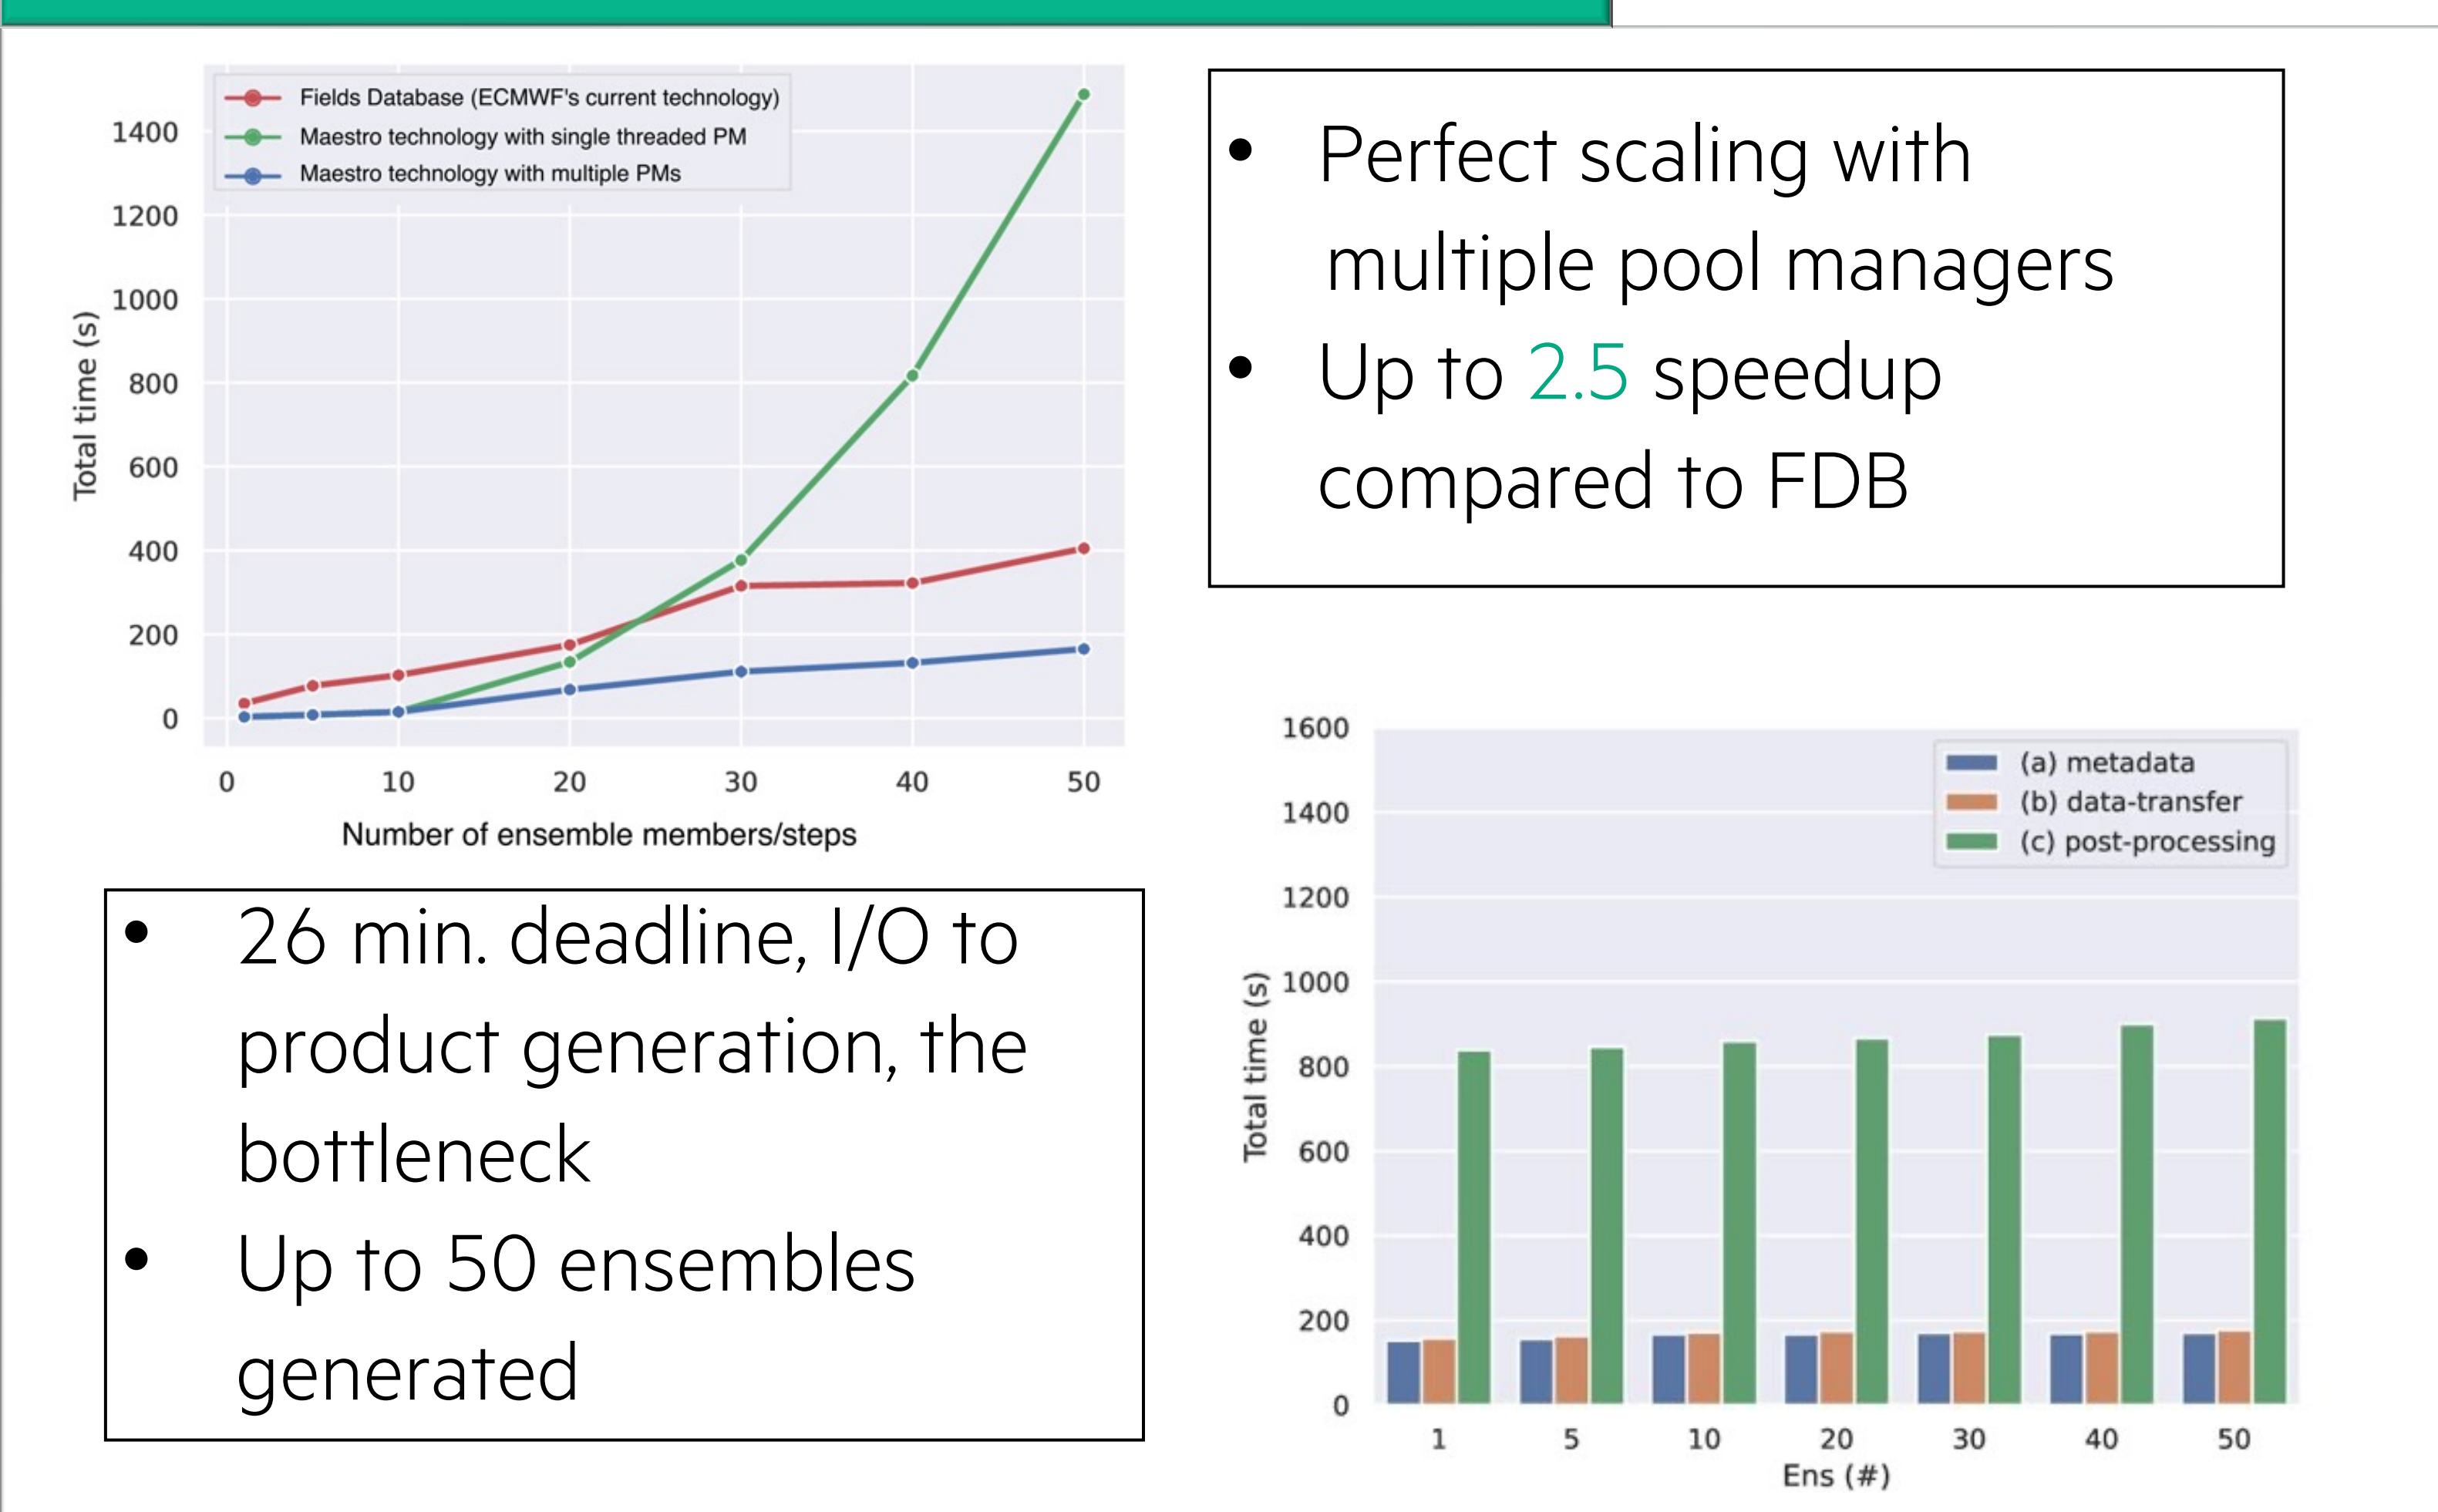 Fields Database (ECMWF's current technology)
Maestro technology with single threaded PM
Maestro technology with multiple PMs
1400
1200
1000
800
600
400
200
0
Total time (s)
0 10 20 30 40 50
Number of ensemble members/steps
• Perfect scaling with
multiple pool managers
• Up to 2.5 speedup
compared to FDB
• 26 min. deadline, I/O to
product generation, the
bottleneck
• Up to 50 ensembles
generated
1600
1400
1200
1000
800
600
400
200
0
Total time (s)
(a) metadata
(b) data-transfer
(c) post-processing
1 5 10 20 30 40 50
Ens (#)